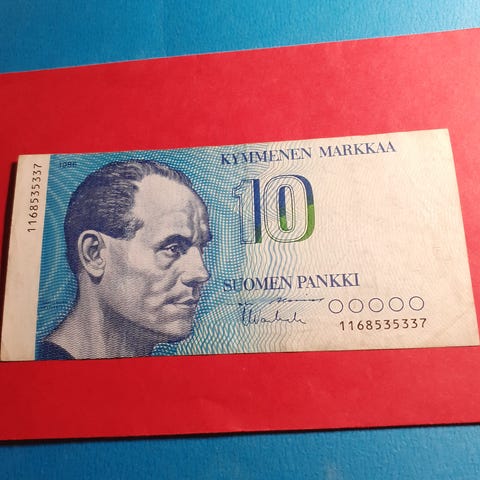 1986
1168535337
KYMMENEN MARKKAA
10
SUOMEN PANKKI
1168535337